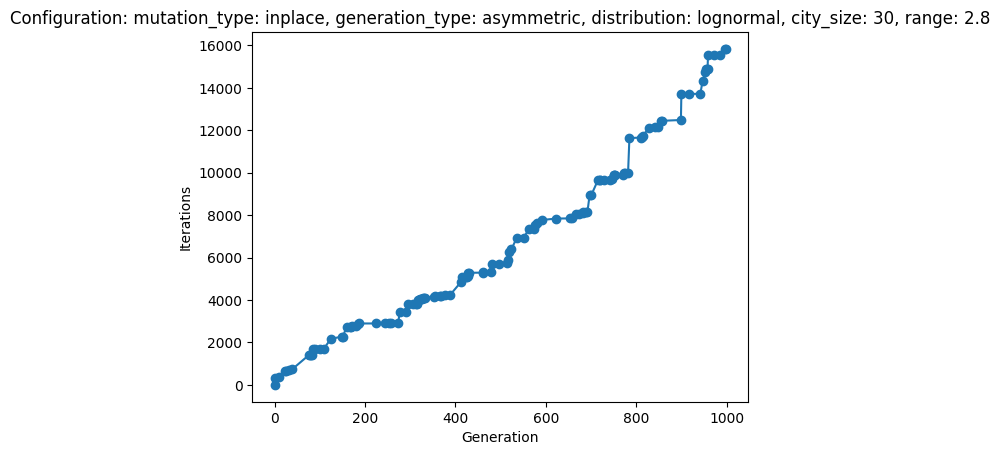 Configuration: mutation_type: inplace, generation_type: asymmetric, distribution: lognormal, city_size: 30, range: 2.8
16000
14000
12000
10000
8000
6000
4000
2000
0
Iterations
0 200 400 600 800 1000
Generation